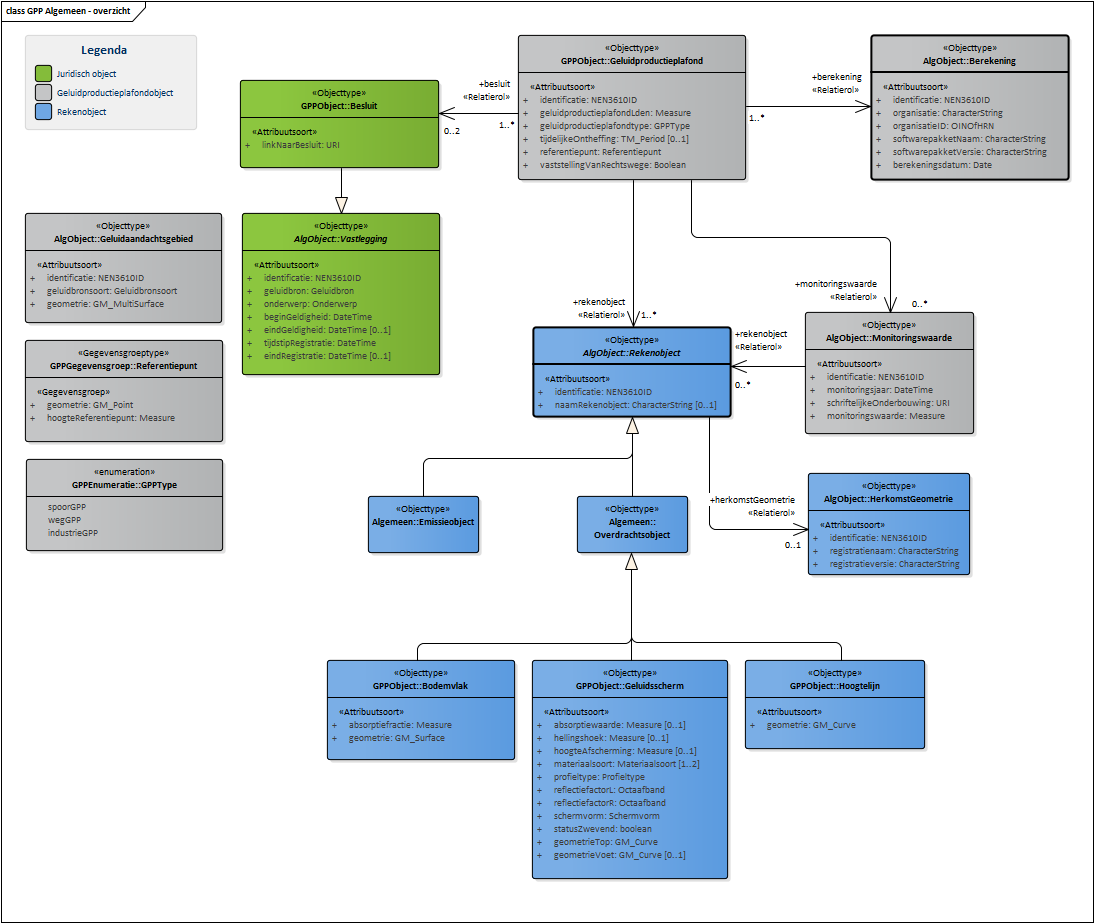 class GPP Algemeen - overzicht
Legenda
Juridisch object
Geluidproductieplafondobject
Rekenobject
«Objecttype»
GPPObject::Besluit
«Attribuutsoort»
+ linkNaarBesluit: URI
+besluit
«Relatierol»
0..2
1..*
«Objecttype»
GPPObject::Geluidproductieplafond
«Attribuutsoort»
+ identificatie: NEN3610ID
+ geluidproductieplafondLden: Measure
+ geluidproductieplafondtype: GPPType
+ tijdelijkeOntheffing: TM_Period [0..1]
+ referentiepunt: Referentiepunt
+ vaststellingVanRechtswege: Boolean
+berekening
«Relatierol»
1..*
«Objecttype»
AlgObject::Berekening
«Attribuutsoort»
+ identificatie: NEN3610ID
+ organisatie: CharacterString
+ organisatieID: OINOfHRN
+ softwarepakketNaam: CharacterString
+ softwarepakketVersie: CharacterString
+ berekeningsdatum: Date
«Objecttype»
AlgObject::Geluidaandachtsgebied
«Attribuutsoort»
+ identificatie: NEN3610ID
+ geluidbronsoort: Geluidbronsoort
+ geometrie: GM_MultiSurface
«Objecttype»
AlgObject::Vastlegging
«Attribuutsoort»
+ identificatie: NEN3610ID
+ geluidbron: Geluidbron
+ onderwerp: Onderwerp
+ beginGeldigheid: DateTime
+ eindGeldigheid: DateTime [0..1]
+ tijdstipRegistratie: DateTime
+ eindRegistratie: DateTime [0..1]
+rekenobject
«Relatierol»
1..*
+monitoringswaarde
«Relatierol»
0..*
«Gegevensgroeptype»
GPPGegevensgroep::Referentiepunt
«Gegevensgroep»
+ geometrie: GM_Point
+ hoogteReferentiepunt: Measure
«Objecttype»
AlgObject::Rekenobject
«Attribuutsoort»
+ identificatie: NEN3610ID
+ naamRekenobject: CharacterString [0..1]
+rekenobject
«Relatierol»
0..*
«Objecttype»
AlgObject::Monitoringswaarde
«Attribuutsoort»
+ identificatie: NEN3610ID
+ monitoringsjaar: DateTime
+ schriftelijkeOnderbouwing: URI
+ monitoringswaarde: Measure
«enumeration»
GPPEnumeratie::GPPType
spoorGPP
wegGPP
industrieGPP
«Objecttype»
Algemeen::Emissieobject
«Objecttype»
Algemeen::
Overdrachtsobject
+herkomstGeometrie
«Relatierol»
0..1
«Objecttype»
AlgObject::HerkomstGeometrie
«Attribuutsoort»
+ identificatie: NEN3610ID
+ registratienaam: CharacterString
+ registratieversie: CharacterString
«Objecttype»
GPPObject::Bodemvlak
«Attribuutsoort»
+ absorptiefractie: Measure
+ geometrie: GM_Surface
«Objecttype»
GPPObject::Geluidsscherm
«Attribuutsoort»
+ absorptiewaarde: Measure [0..1]
+ hellingshoek: Measure [0..1]
+ hoogteAfscherming: Measure [0..1]
+ materiaalsoort: Materiaalsoort [1..2]
+ profieltype: Profieltype
+ reflectiefactorL: Octaafband
+ reflectiefactorR: Octaafband
+ schermvorm: Schermvorm
+ statusZwevend: boolean
+ geometrieTop: GM_Curve
+ geometrieVoet: GM_Curve [0..1]
«Objecttype»
GPPObject::Hoogtelijn
«Attribuutsoort»
+ geometrie: GM_Curve